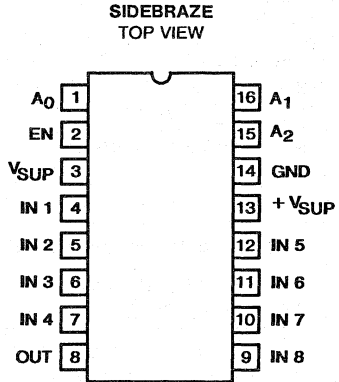 SIDEBRAZE
TOP VIEW
A0 1 16 A1
EN 2 15 A2
VSUP 3 14 GND
IN 1 4 13 + VSUP
IN 2 5 12 IN 5
IN 3 6 11 IN 6
IN 4 7 10 IN 7
OUT 8 9 IN 8